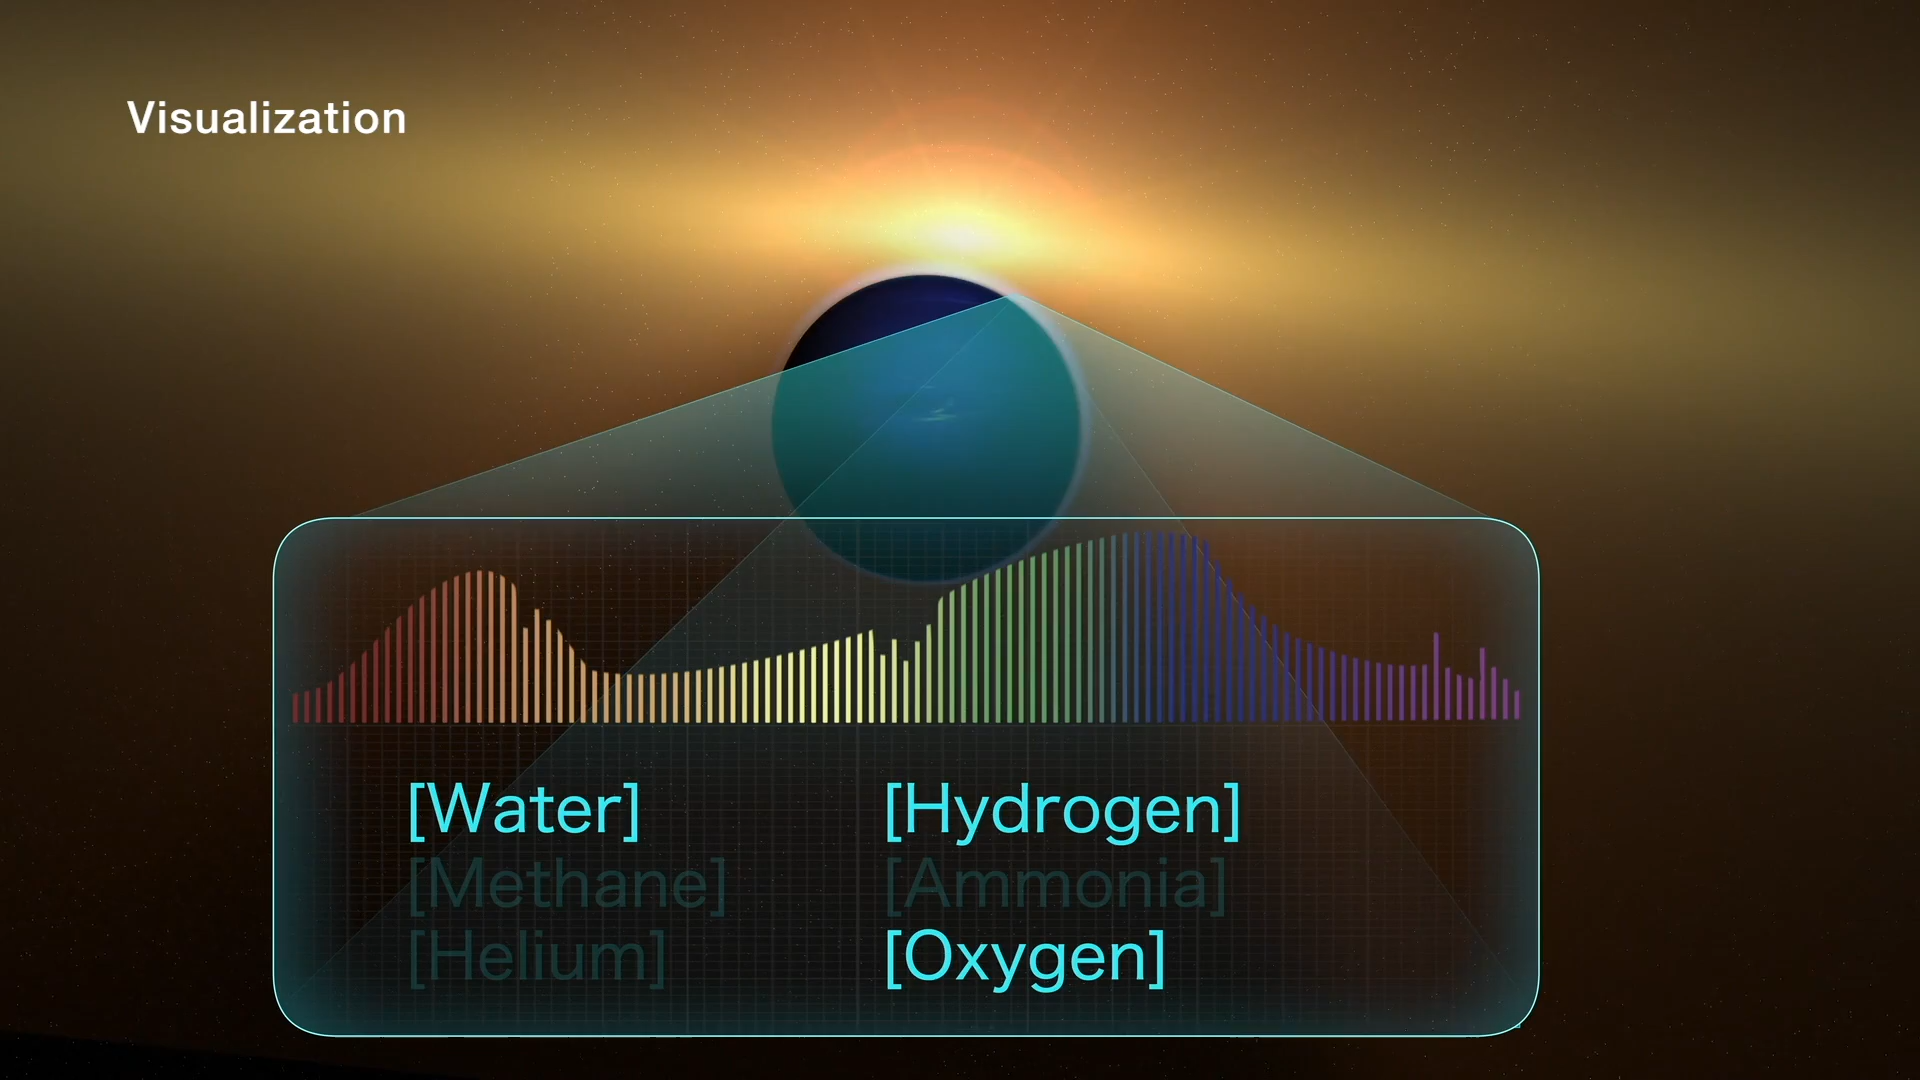 Visualization
[Water] [Hydrogen]
[Methane] [Ammonia]
[Helium] [Oxygen]